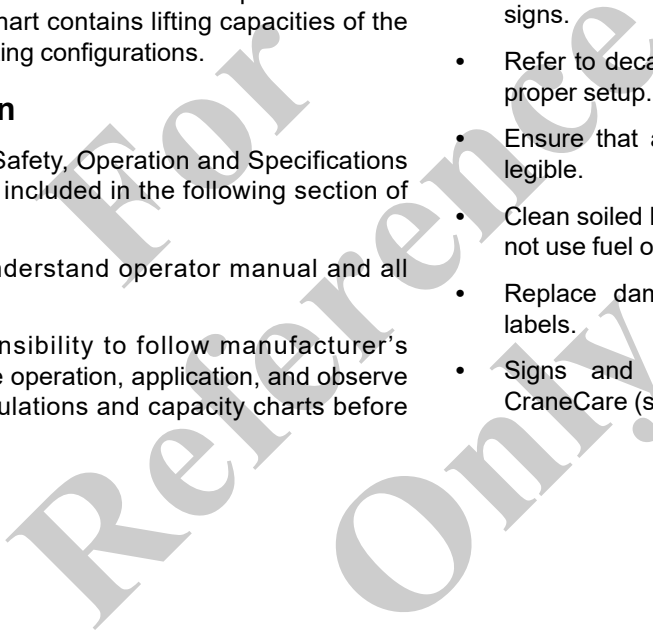 hart contains lifting capacities of the
ing configurations.
n
Safety, Operation and Specifications
included in the following section of
derstand operator manual and all
nsibility to follow manufacturer's
e operation, application, and observe
ulations and capacity charts before
signs.
• Refer to deca
proper setup.
• Ensure that a
legible.
• Clean soiled l
not use fuel o
• Replace dam
labels.
• Signs and
CraneCare (s
For
Reference
Only